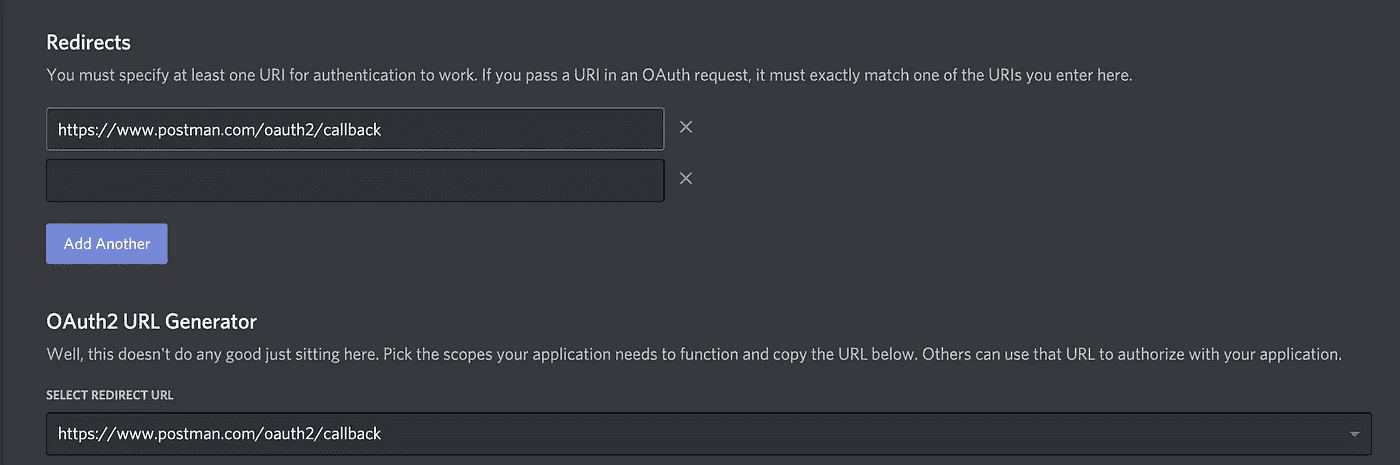 Redirects
You must specify at least one URI for authentication to work. If you pass a URI in an OAuth request, it must exactly match one of the URIs you enter here.
https://www.postman.com/oauth2/callback
Add Another
OAuth2 URL Generator
Well, this doesn't do any good just sitting here. Pick the scopes your application needs to function and copy the URL below. Others can use that URL to authorize with your application.
SELECT REDIRECT URL
https://www.postman.com/oauth2/callback